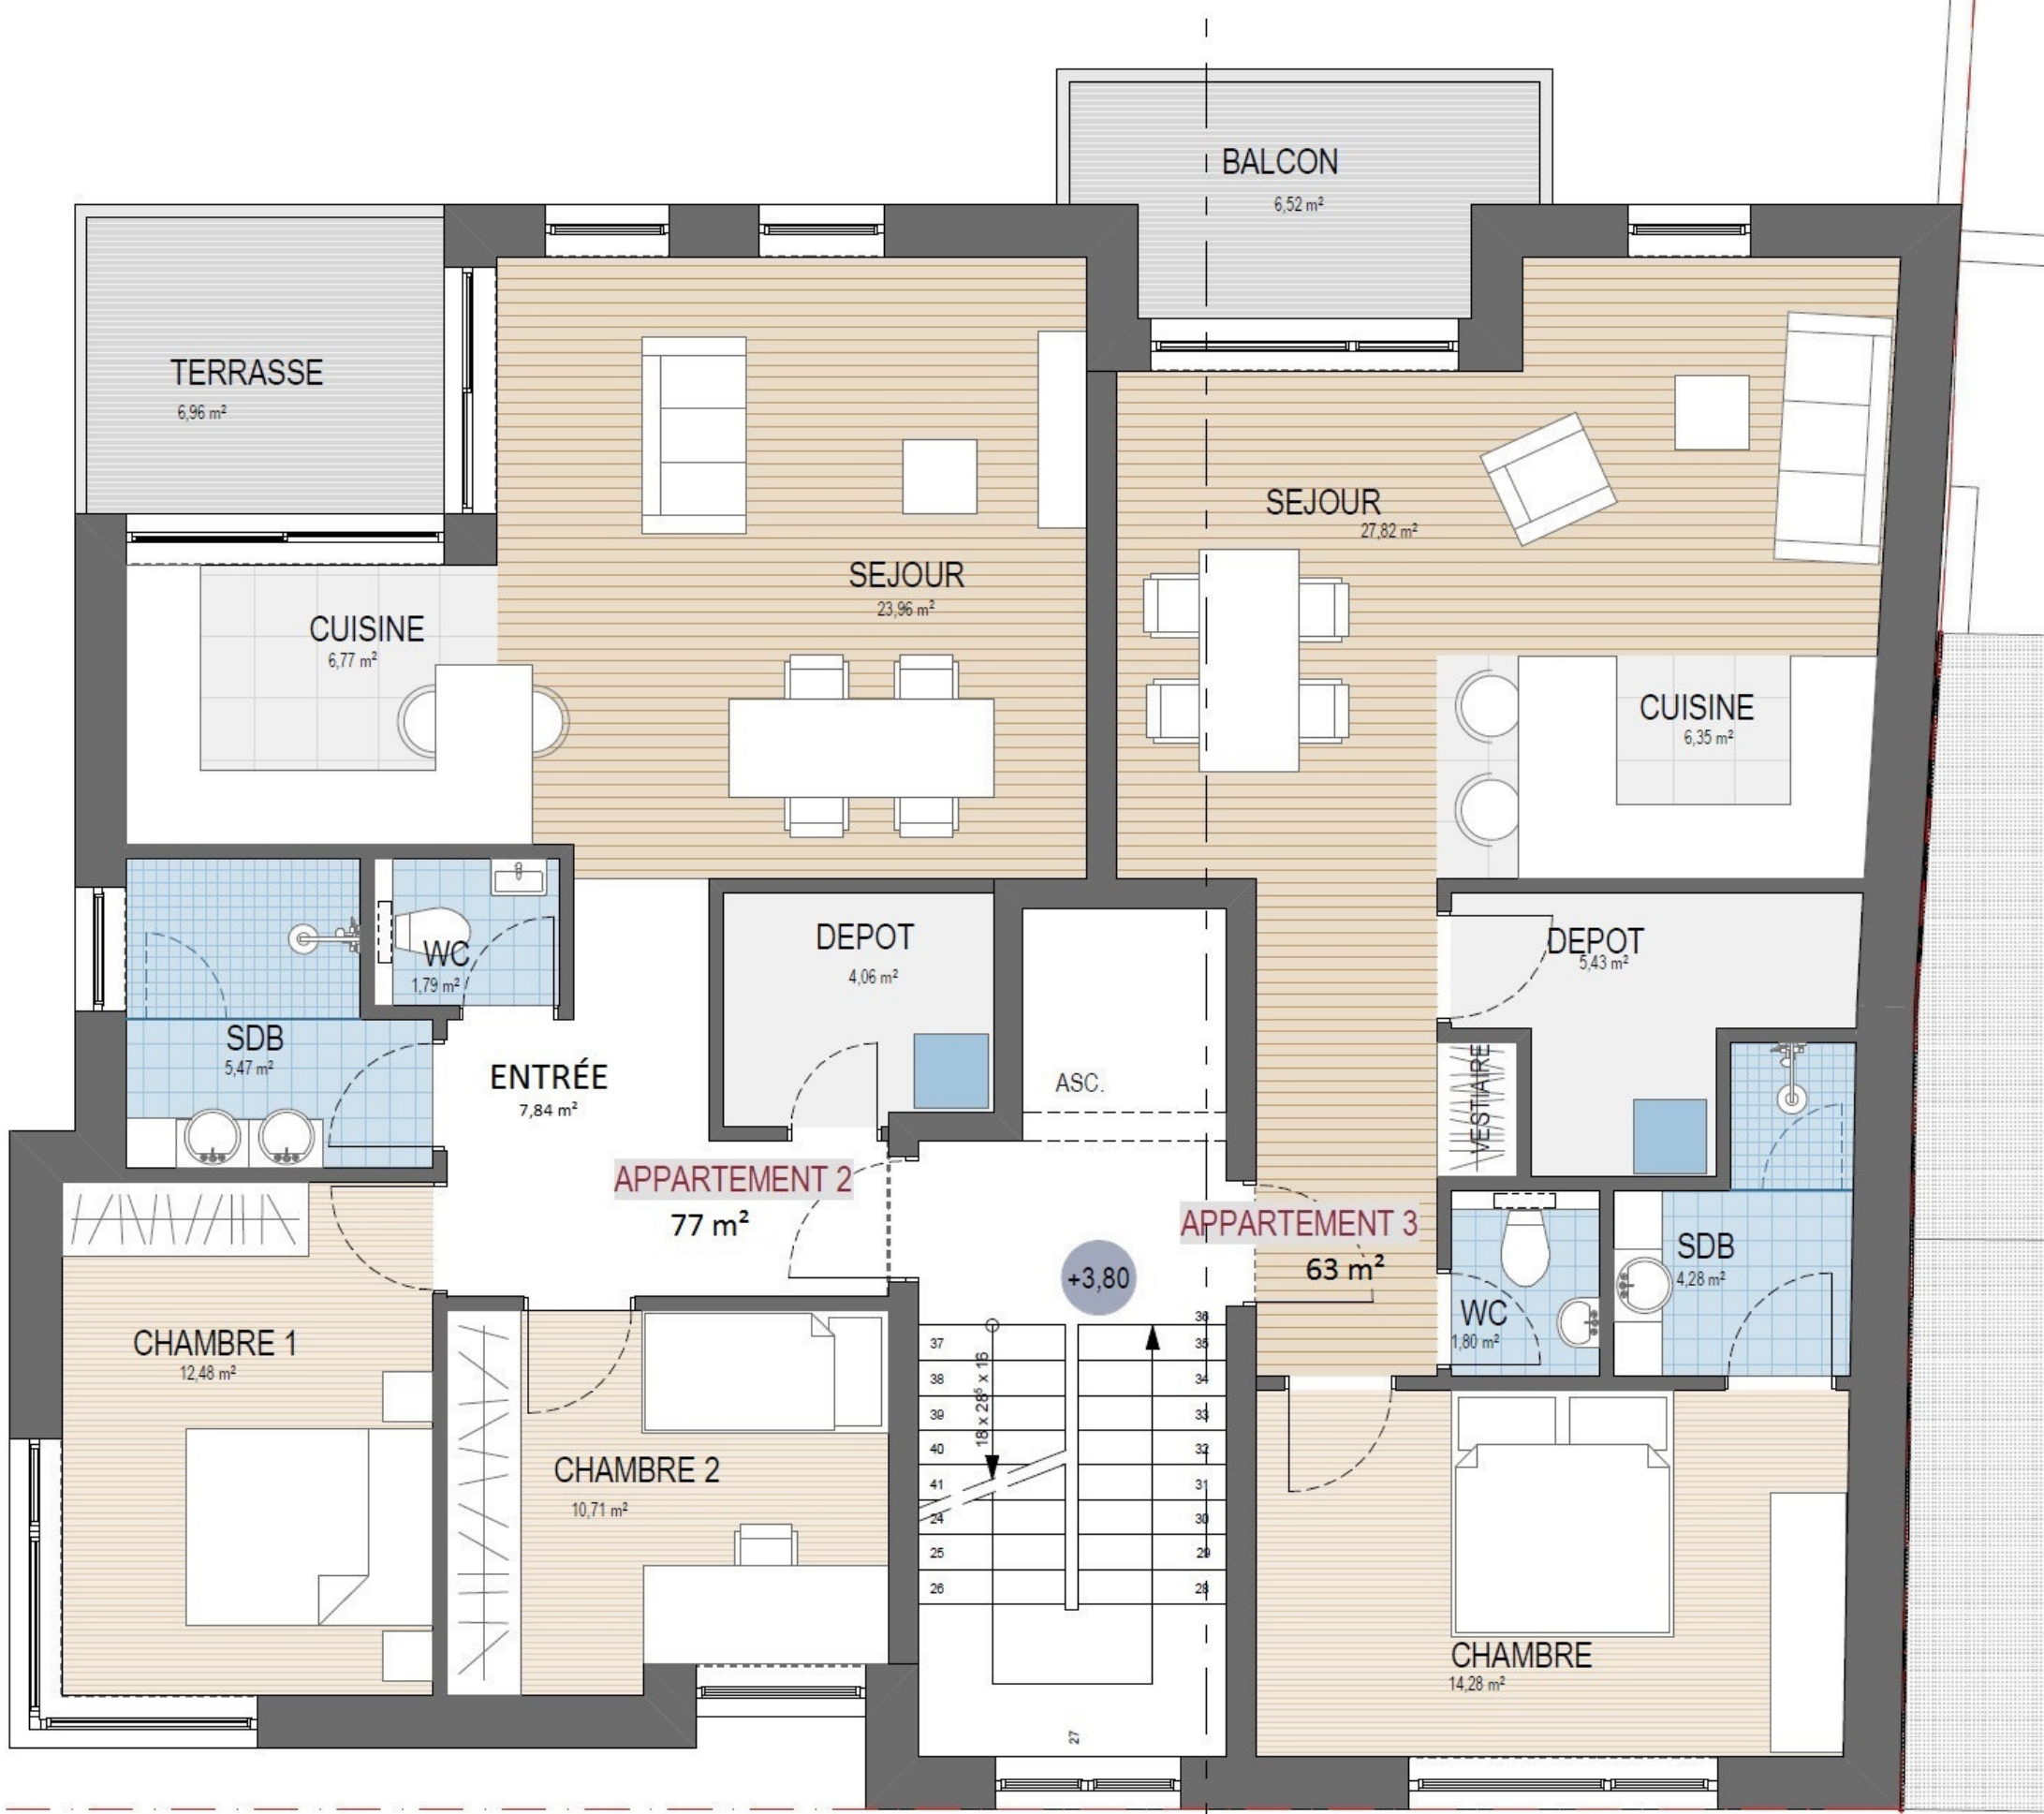 BALCON
6,52 m²
TERRASSE
6,96 m²
SEJOUR
27,82 m²
SEJOUR
23,96 m²
CUISINE
6,77 m²
CUISINE
6,35 m²
WC
1,79 m²
DEPOT
4,06 m²
DEPOT
5,43 m²
SDB
5,47 m²
ENTRÉE
7,84 m²
ASC.
VESTIAIRE
APPARTEMENT 2
77 m²
APPARTEMENT 3
63 m²
SDB
4,28 m²
+3,80
WC
1,80 m²
CHAMBRE 1
12,48 m²
CHAMBRE 2
10,71 m²
36
37
35
38
34
39
33
40
32
41
31
24
30
25
29
26
28
18 x 28⁵ x 16
27
CHAMBRE
14,28 m²